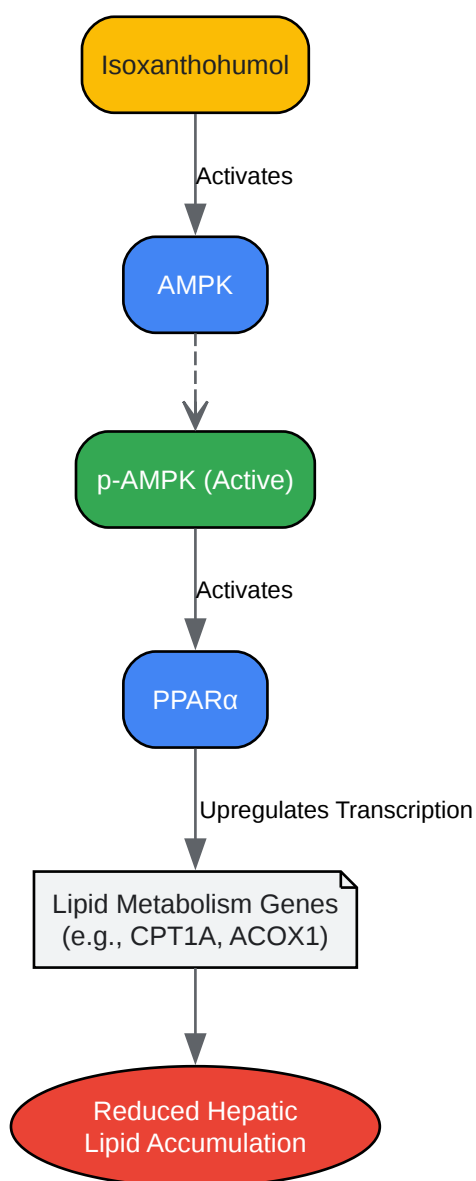 Isoxanthohumol
Activates
AMPK
p-AMPK (Active)
Activates
PPARα
Upregulates Transcription
Lipid Metabolism Genes
(e.g., CPT1A, ACOX1)
Reduced Hepatic
Lipid Accumulation